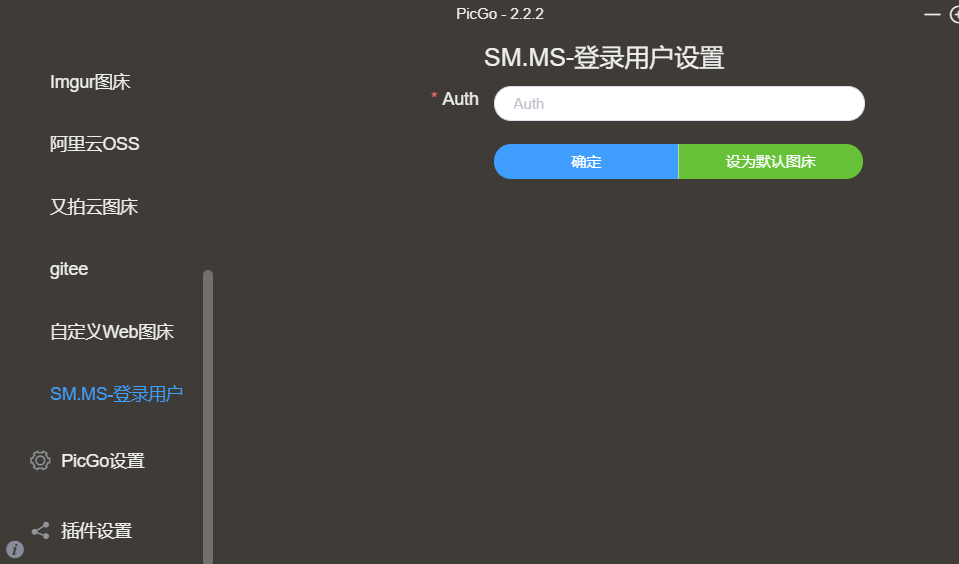 PicGo - 2.2.2
Imgur图床
阿里云OSS
又拍云图床
gitee
自定义Web图床
SM.MS-登录用户
PicGo设置
插件设置
SM.MS-登录用户设置
* Auth
Auth
确定
设为默认图床